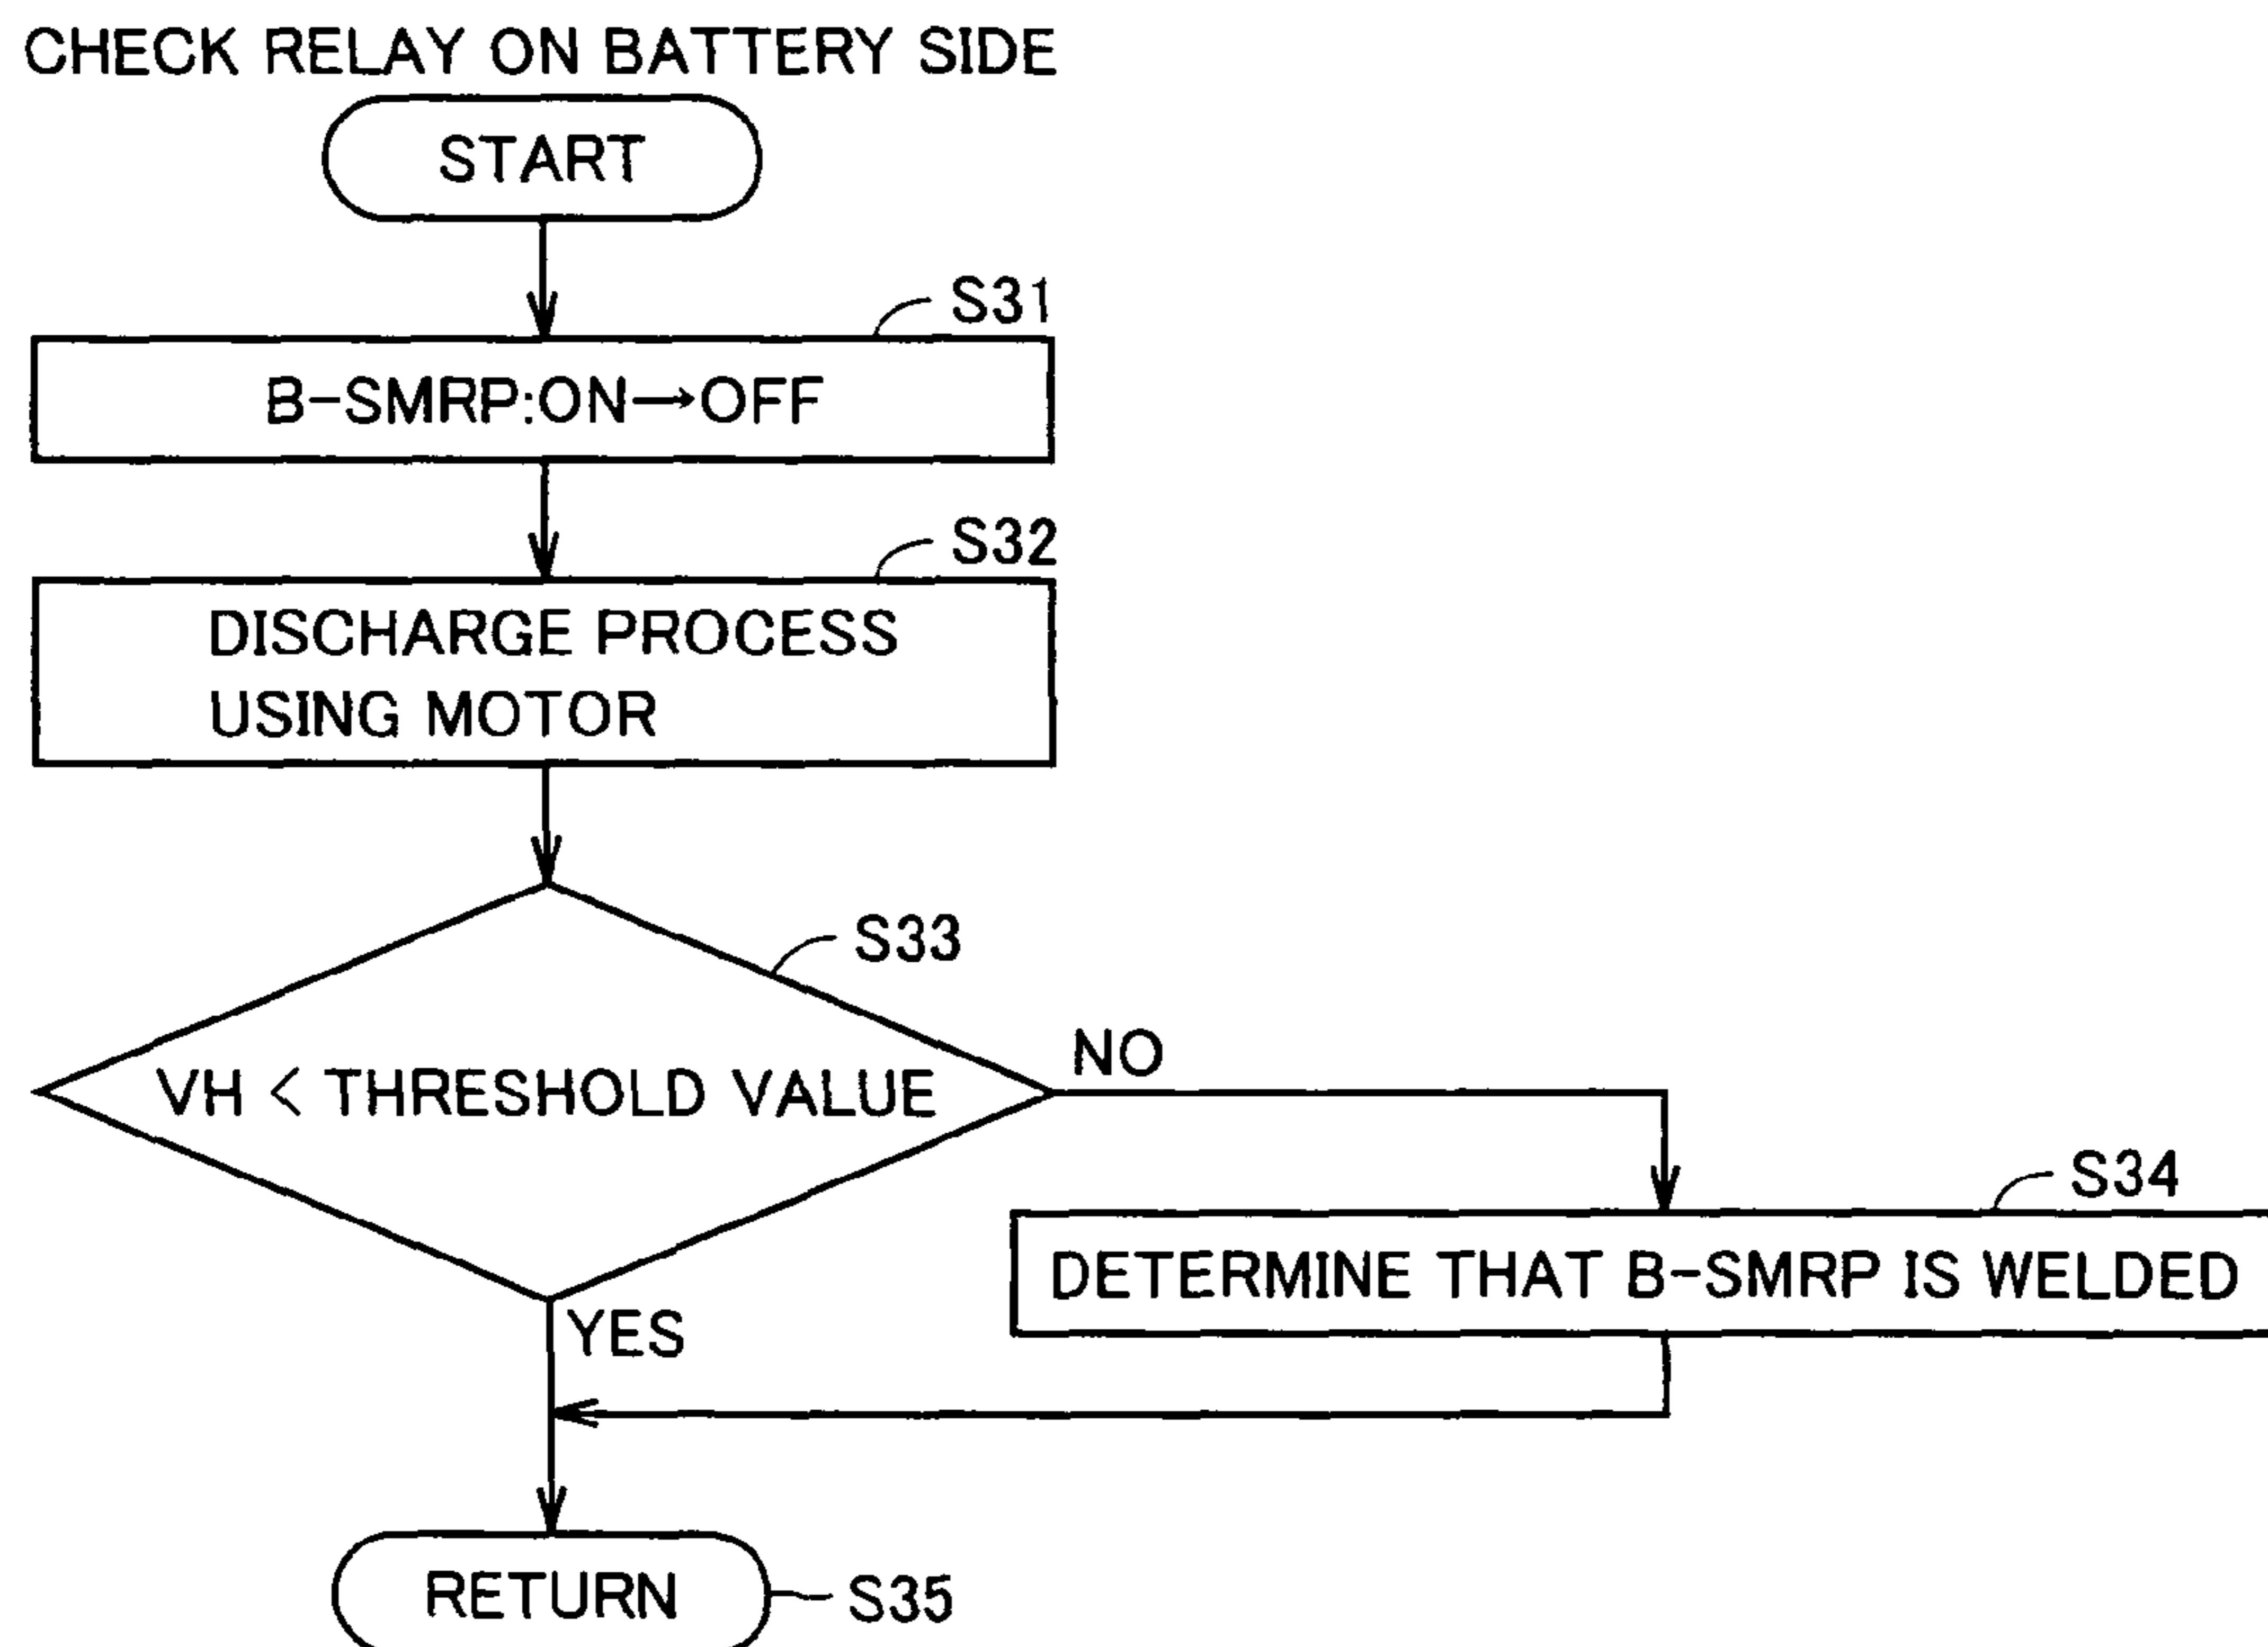 CHECK RELAY ON BATTERY SIDE
START
S31
B-SMRP:ON→OFF
S32
DISCHARGE PROCESS
USING MOTOR
S33
VH < THRESHOLD VALUE
NO
S34
DETERMINE THAT B-SMRP IS WELDED
YES
RETURN
S35